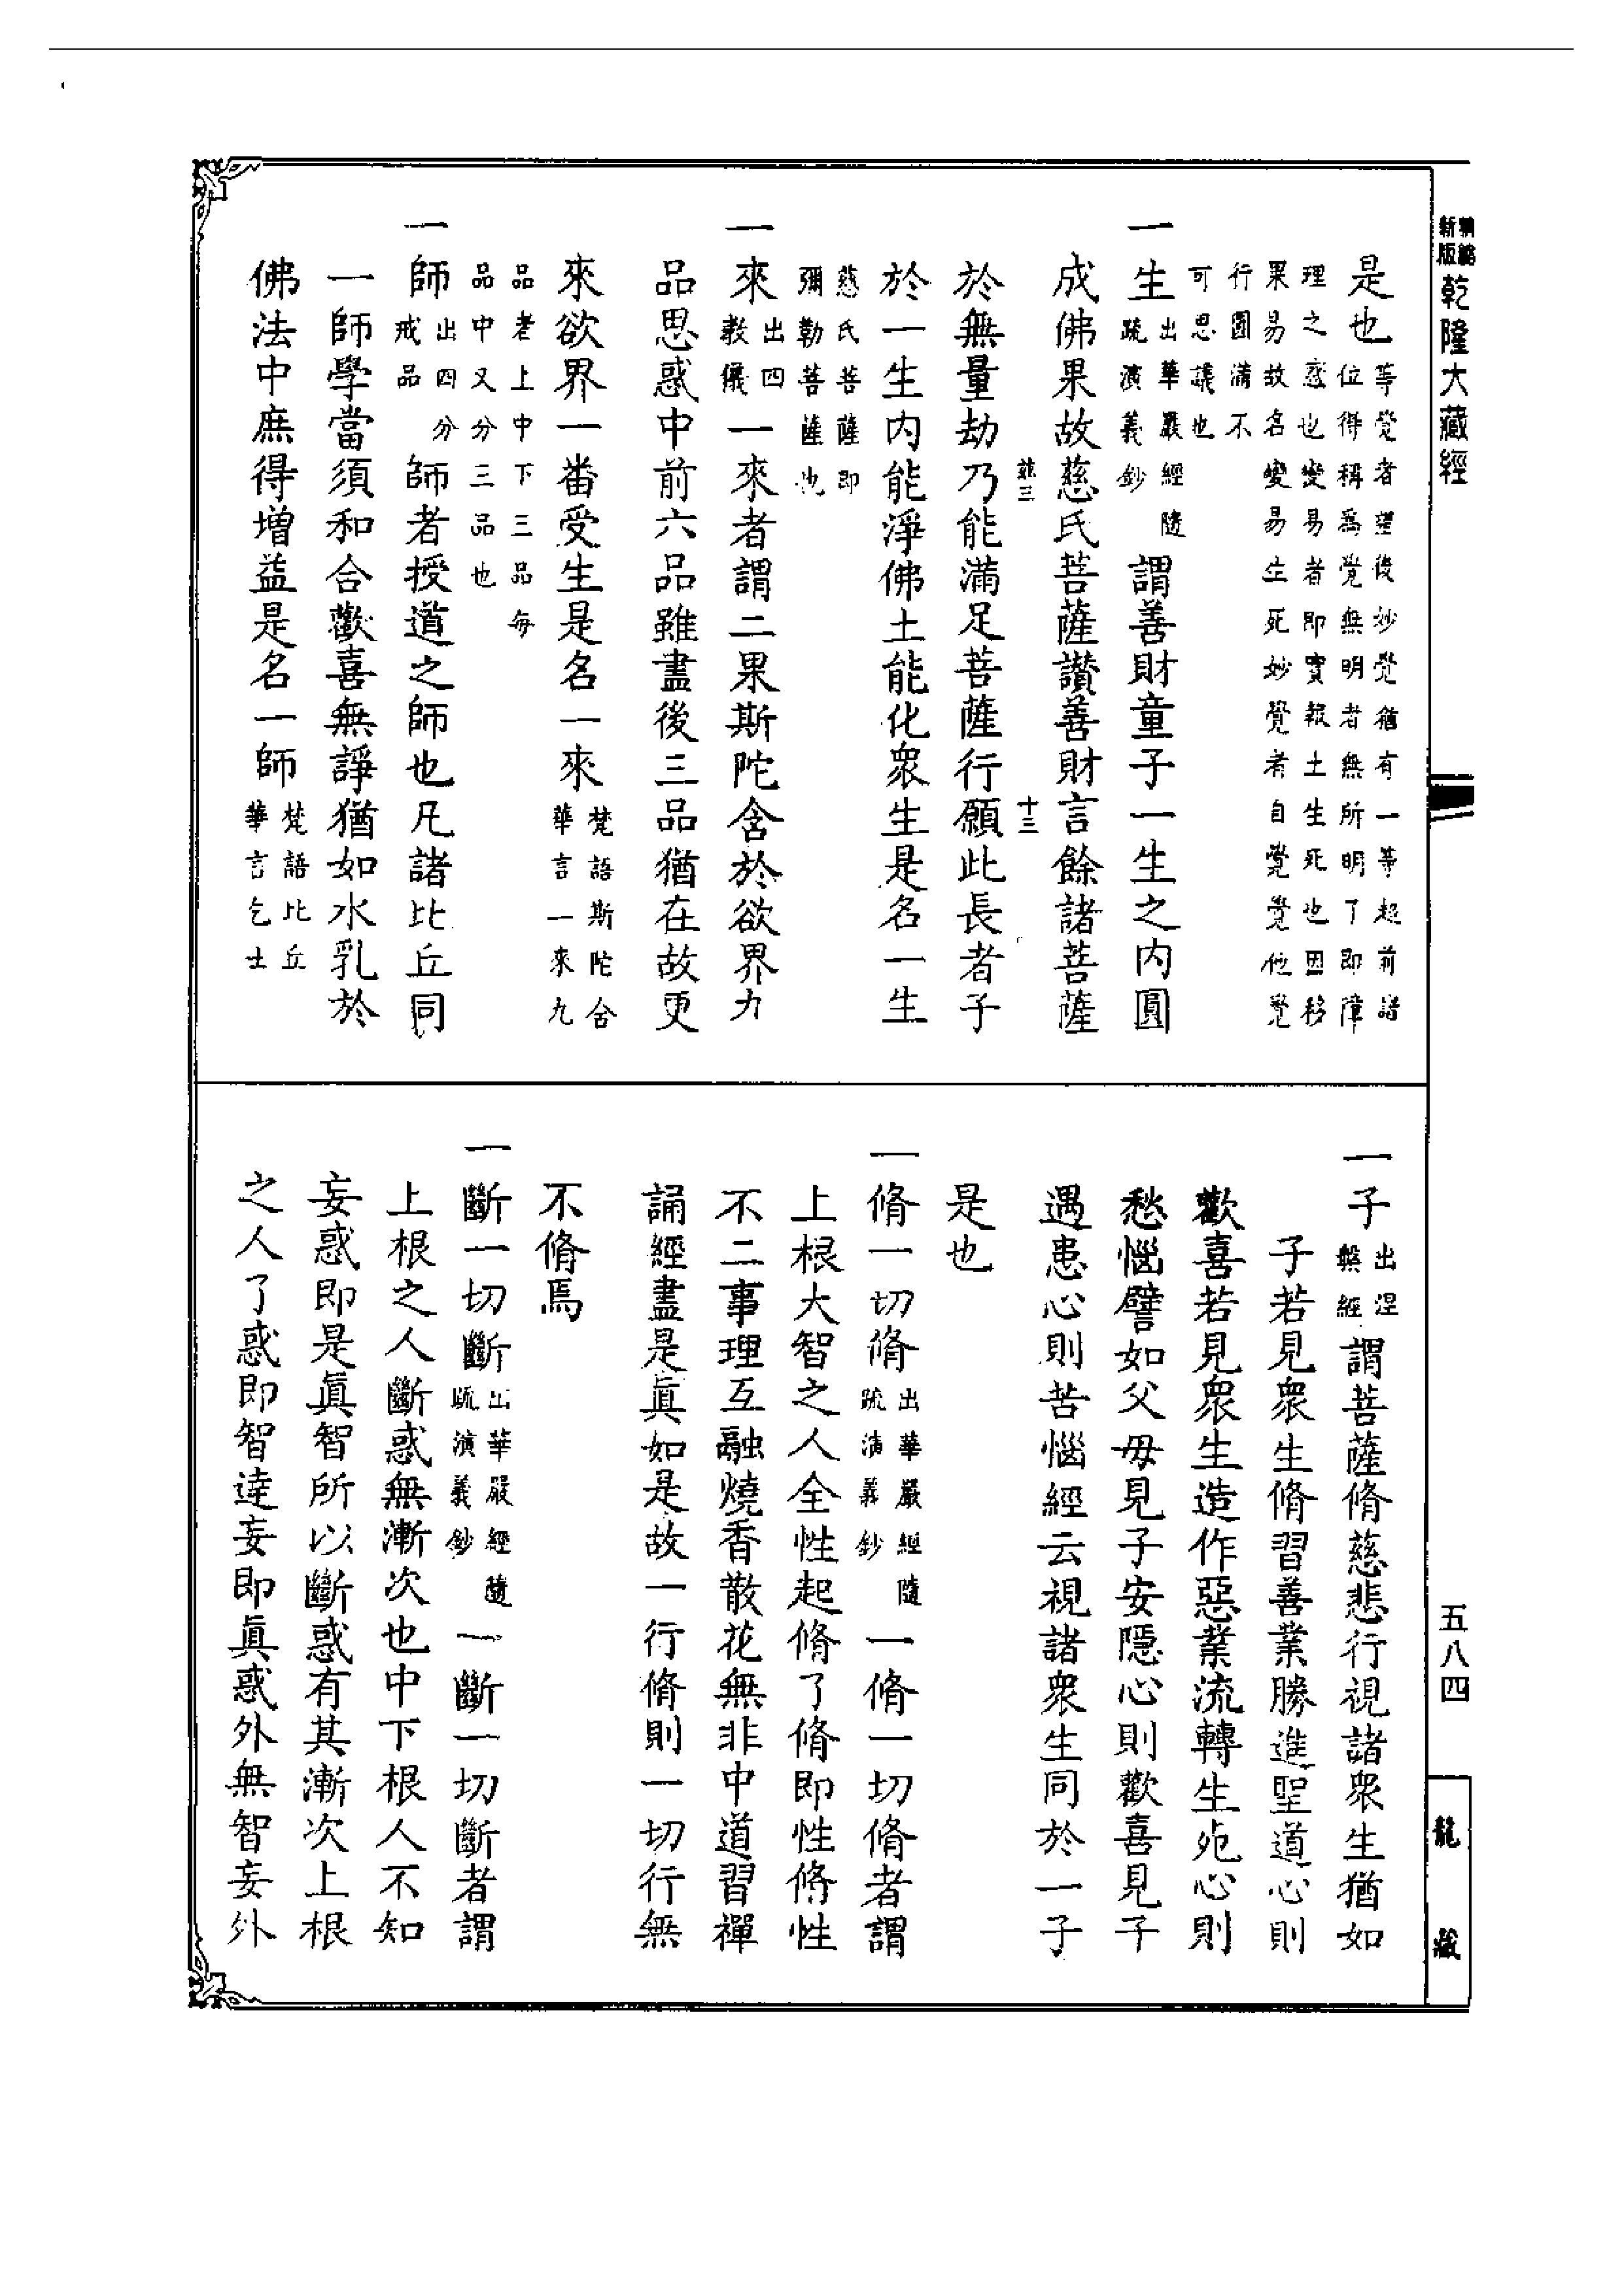 精縮
新版
乾隆大藏經
是也
等覺者望後妙覺猶有一等超前諸
位得稱爲覺無明者無所明了即障
理之惑也變易者即實報土生死也因移
果易故名變易生死妙覺者自覺覺他覺
行圓滿不
可思議也
一生
出華嚴經隨
疏演義鈔
謂善財童子一生之内圓
成佛果故慈氏菩薩讃善財言餘諸菩薩
三
十三
於無量劫乃能滿足菩薩行願此長者子
於一生内能淨佛土能化衆生是名一生
慈氏菩薩即
彌勒菩薩也
一來
出四
教儀
一來者謂二果斯陀含於欲界九
品思惑中前六品雖盡後三品猶在故更
來欲界一番受生是名一來
梵語斯陀含
華言一來九
品者上中下三品每
品中又分三品也
一師
出四分
戒品
師者授道之師也凡諸比丘同
一師學當須和合歡喜無諍猶如水乳於
佛法中庶得增益是名一師
梵語比丘
華言乞士
一子
出涅
槃經
謂菩薩脩慈悲行視諸衆生猶如
子若見衆生脩習善業勝進聖道心則
歡喜若見衆生造作惡業流轉生死心則
愁惱譬如父母見子安隱心則歡喜見子
遇患心則苦惱經云視諸衆生同於一子
是也
一脩一切脩
出華嚴經隨
疏演義鈔
一脩一切脩者謂
上根大智之人全性起脩了脩即性脩性
不二事理互融燒香散花無非中道習禪
誦經盡是眞如是故一行脩則一切行無
不脩焉
一斷一切斷
出華嚴經隨
疏演義鈔
一斷一切斷者謂
上根之人斷惑無漸次也中下根人不知
妄惑即是眞智所以斷惑有其漸次上根
之人了惑即智達妄即眞惑外無智妄外
五八四
龍藏